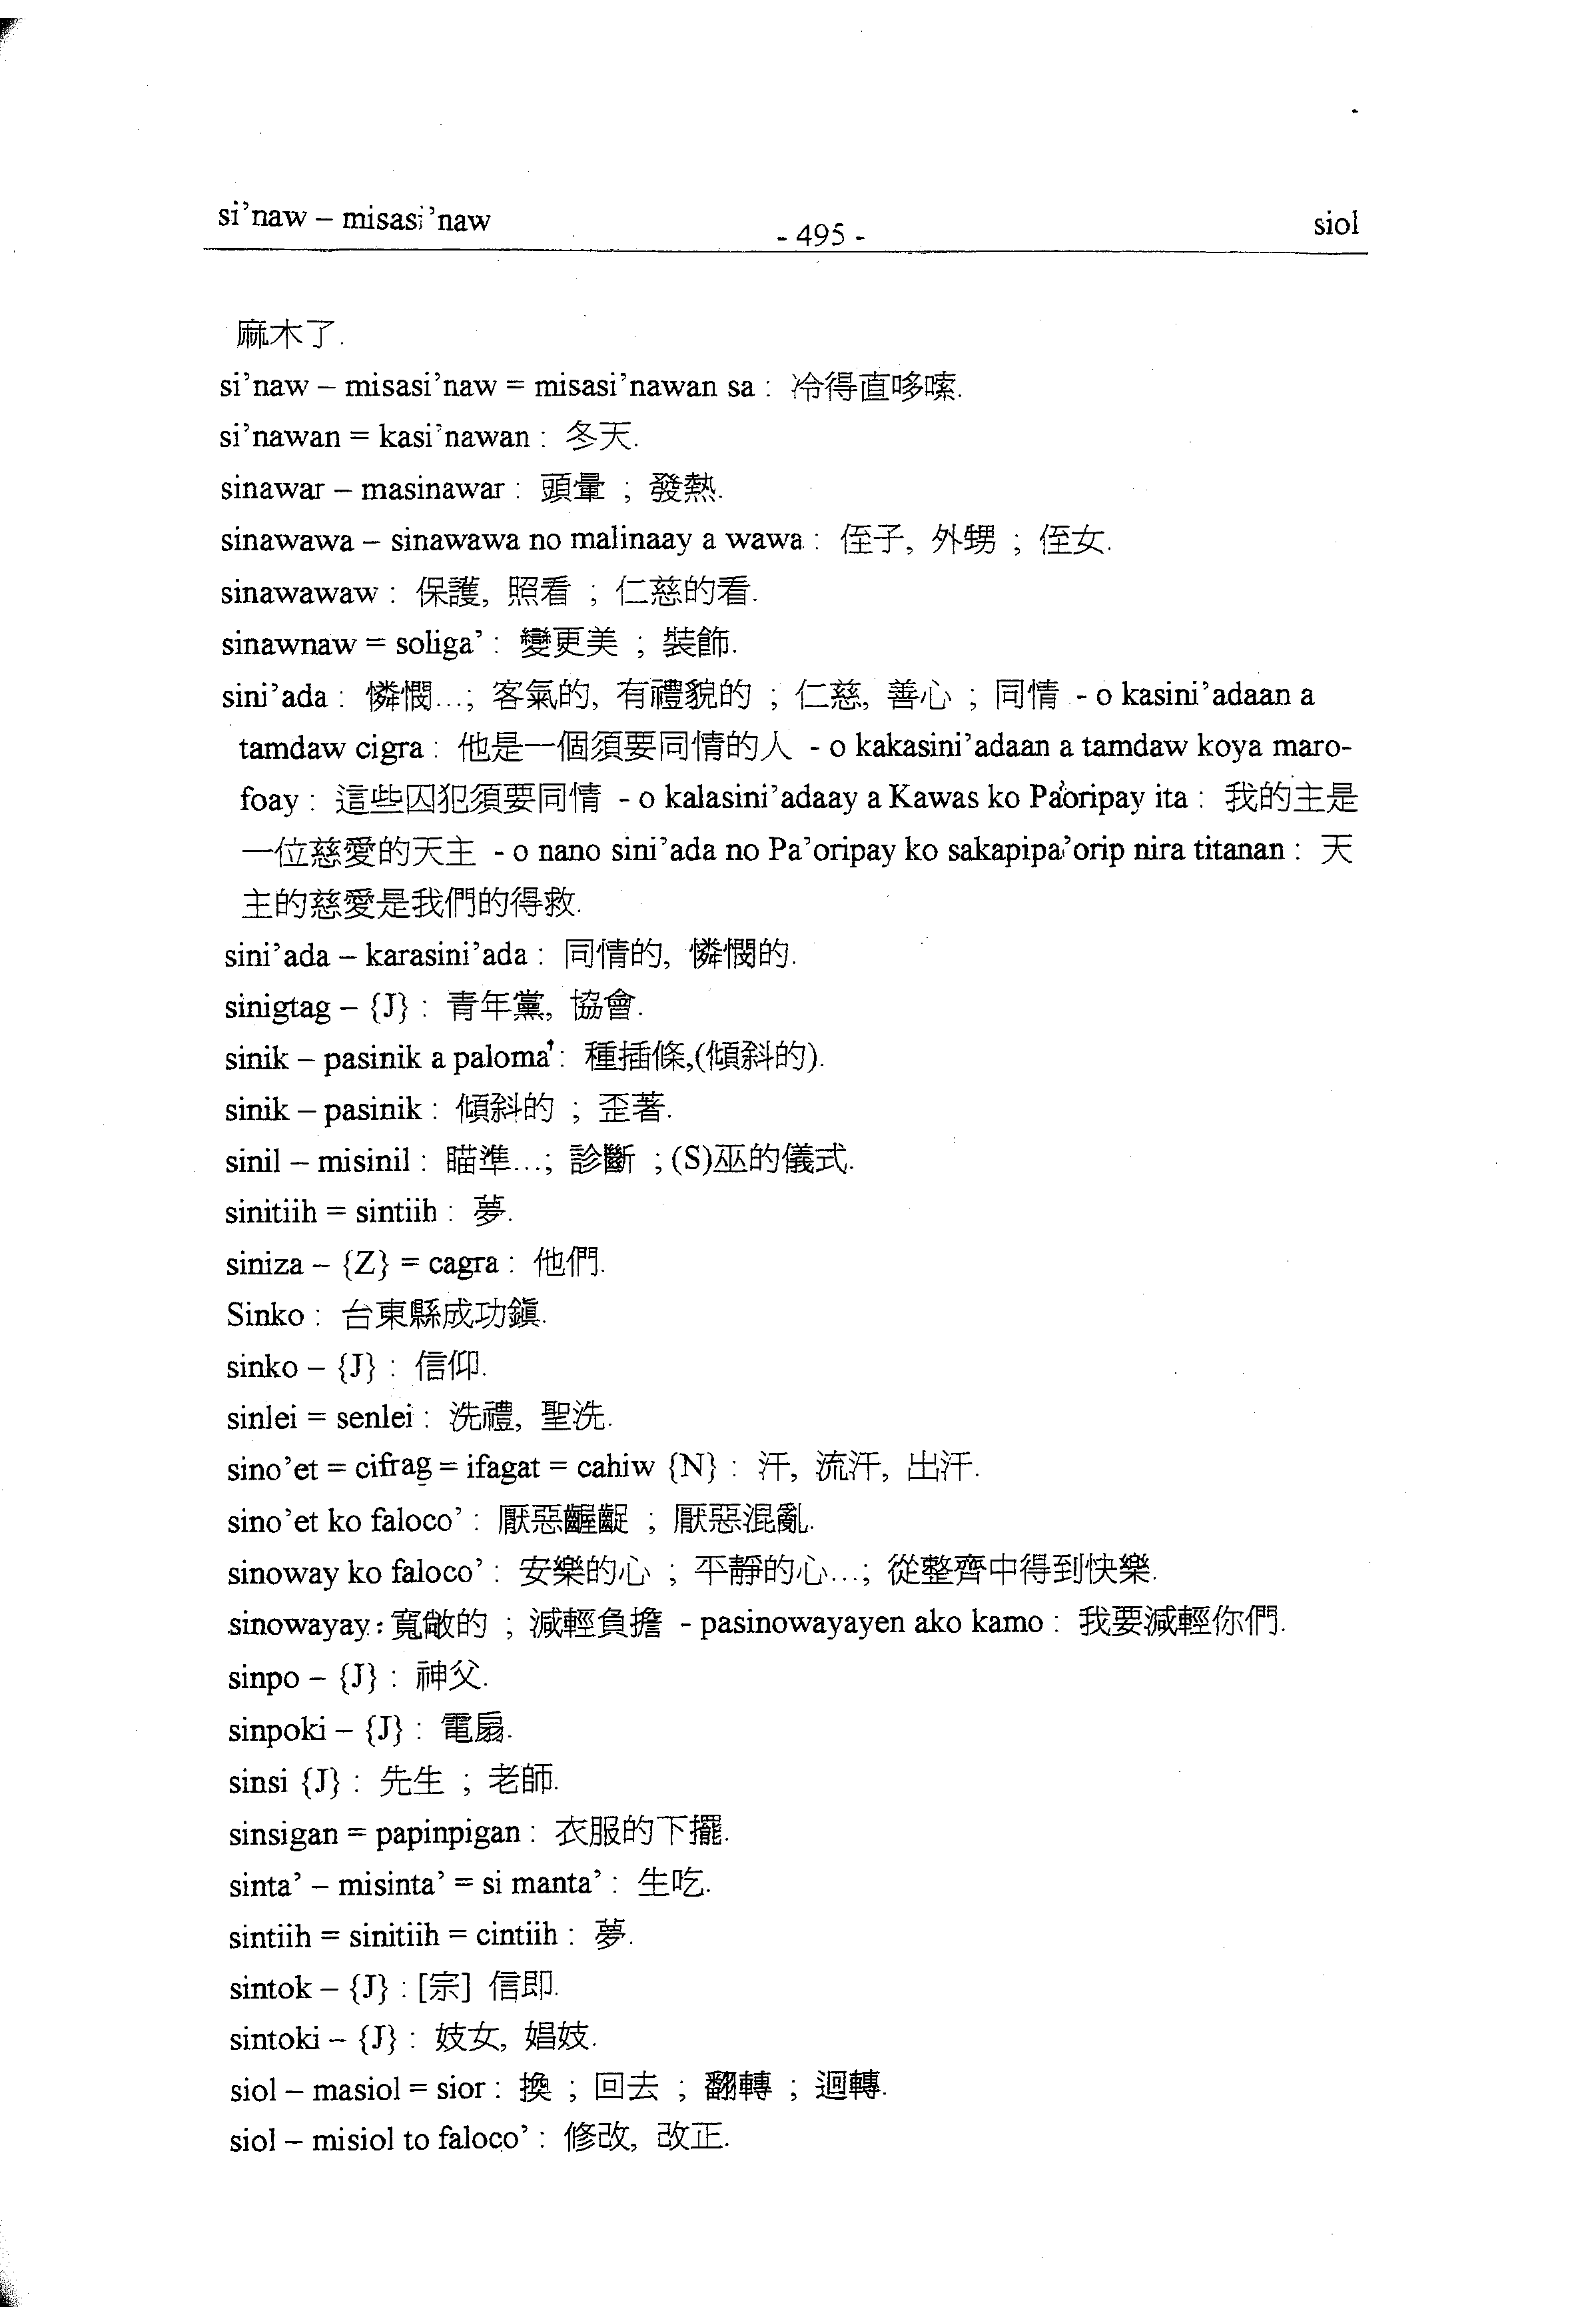 si’naw – misasi’naw
- 495 -
siol
麻木了.
si’naw – misasi’naw = misasi’nawan sa : 冷得直哆嗦.
si’nawan = kasi’nawan : 冬天.
sinawar – masinawar : 頭暈 ; 發熱.
sinawawa – sinawawa no malinaay a wawa : 侄子, 外甥 ; 侄女.
sinawawaw : 保護, 照看 ; 仁慈的看.
sinawnaw = soliga’ : 變更美 ; 裝飾.
sini’ada : 憐憫...; 客氣的, 有禮貌的 ; 仁慈, 善心 ; 同情 - o kasini’adaan a
tamdaw cigra : 他是一個須要同情的人 - o kakasini’adaan a tamdaw koya maro-
foay : 這些囚犯須要同情 - o kalasini’adaay a Kawas ko Pa’oripay ita : 我的主是
一位慈愛的天主 - o nano sini’ada no Pa’oripay ko sakapipa’orip nira titanan : 天
主的慈愛是我們的得救.
sini’ada – karasini’ada : 同情的, 憐憫的.
sinigtag – {J} : 青年黨, 協會.
sinik – pasinik a paloma’ : 種插條,(傾斜的).
sinik – pasinik : 傾斜的 ; 歪著.
sinil – misinil : 瞄準...; 診斷 ; (S)巫的儀式.
sinitiih = sintiih : 夢.
siniza – {Z} = cagra : 他們.
Sinko : 台東縣成功鎮.
sinko – {J} : 信仰.
sinlei = senlei : 洗禮, 聖洗.
sino’et = cifrag = ifagat = cahiw {N} : 汗, 流汗, 出汗.
sino’et ko faloco’ : 厭惡齷齪 ; 厭惡混亂.
sinoway ko faloco’ : 安樂的心 ; 平靜的心...; 從整齊中得到快樂.
sinowayay : 寬敞的 ; 減輕負擔 - pasinowayayen ako kamo : 我要減輕你們.
sinpo – {J} : 神父.
sinpoki – {J} : 電扇.
sinsi {J} : 先生 ; 老師.
sinsigan = papinpigan : 衣服的下擺.
sinta’ – misinta’ = si manta’ : 生吃.
sintiih = sinitiih = cintiih : 夢.
sintok – {J} : [宗] 信即.
sintoki – {J} : 妓女, 娼妓.
siol – masiol = sior : 換 ; 回去 ; 翻轉 ; 迴轉.
siol – misiol to faloco’ : 修改, 改正.